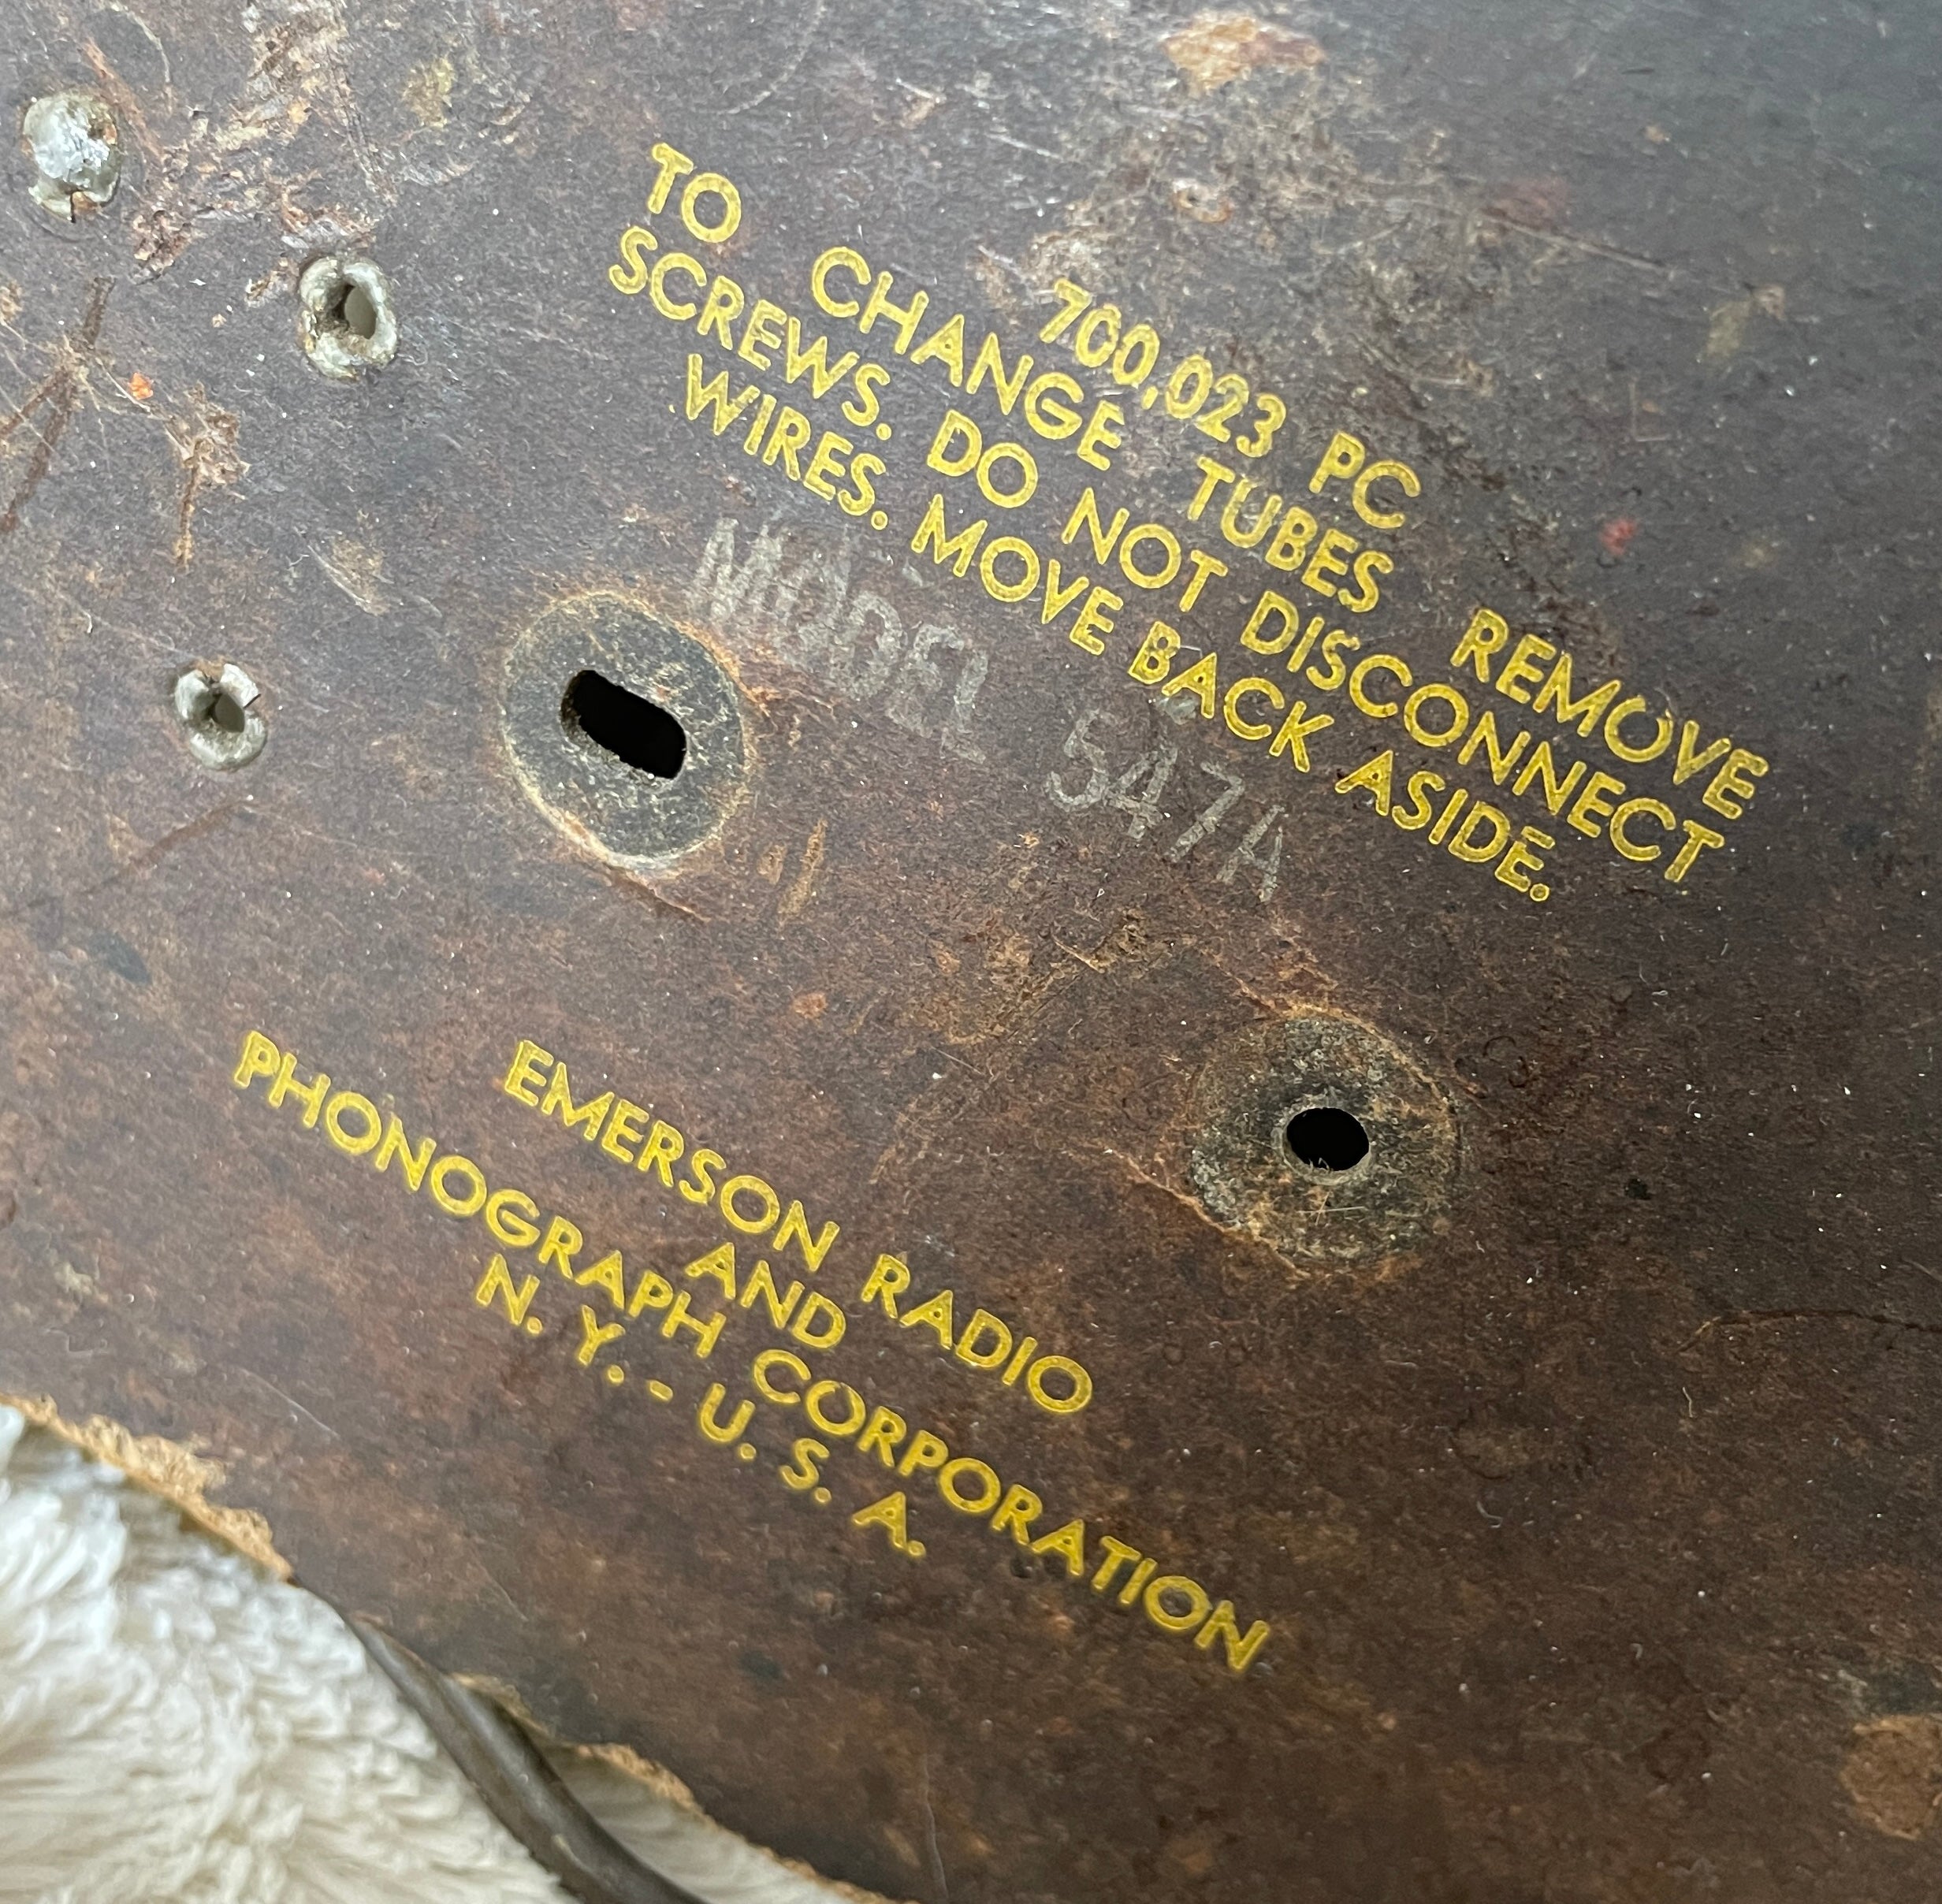 700,023 PC
TO CHANGE TUBES REMOVE
SCREWS. DO NOT DISCONNECT
WIRES. MOVE BACK ASIDE.
MODEL 547A
EMERSON RADIO
AND
PHONOGRAPH CORPORATION
N. Y. - U. S. A.